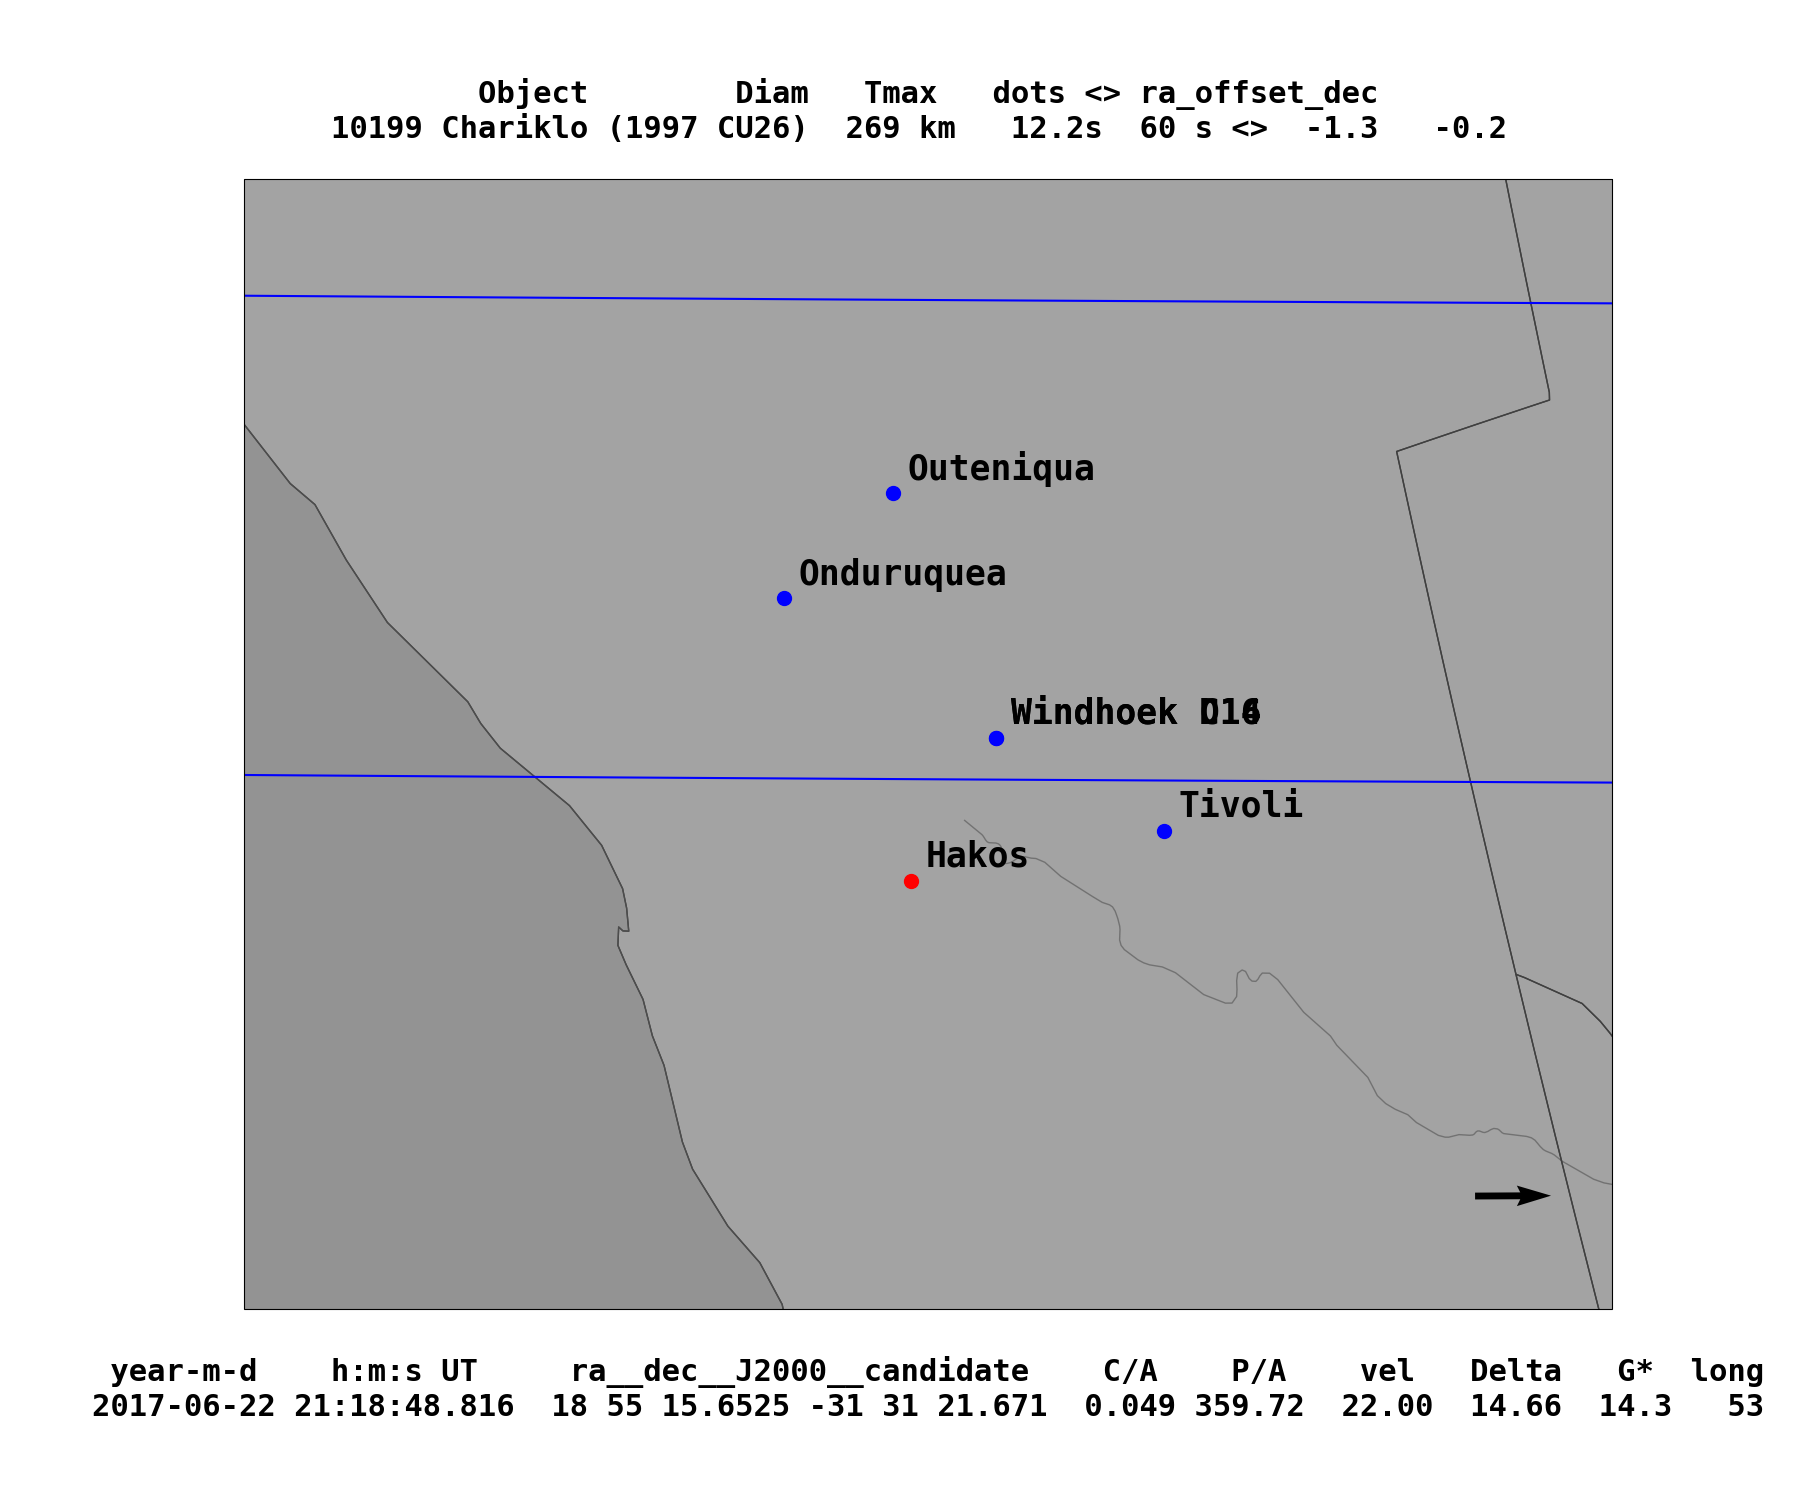 Object Diam Tmax dots <> ra_offset_dec
10199 Chariklo (1997 CU26) 269 km 12.2s 60 s <> -1.3 -0.2
Outeniqua
Onduruquea
Windhoek
Tivoli
Hakos
year-m-d h:m:s UT ra__dec__J2000__candidate C/A P/A vel Delta G* long
2017-06-22 21:18:48.816 18 55 15.6525 -31 31 21.671 0.049 359.72 22.00 14.66 14.3 53